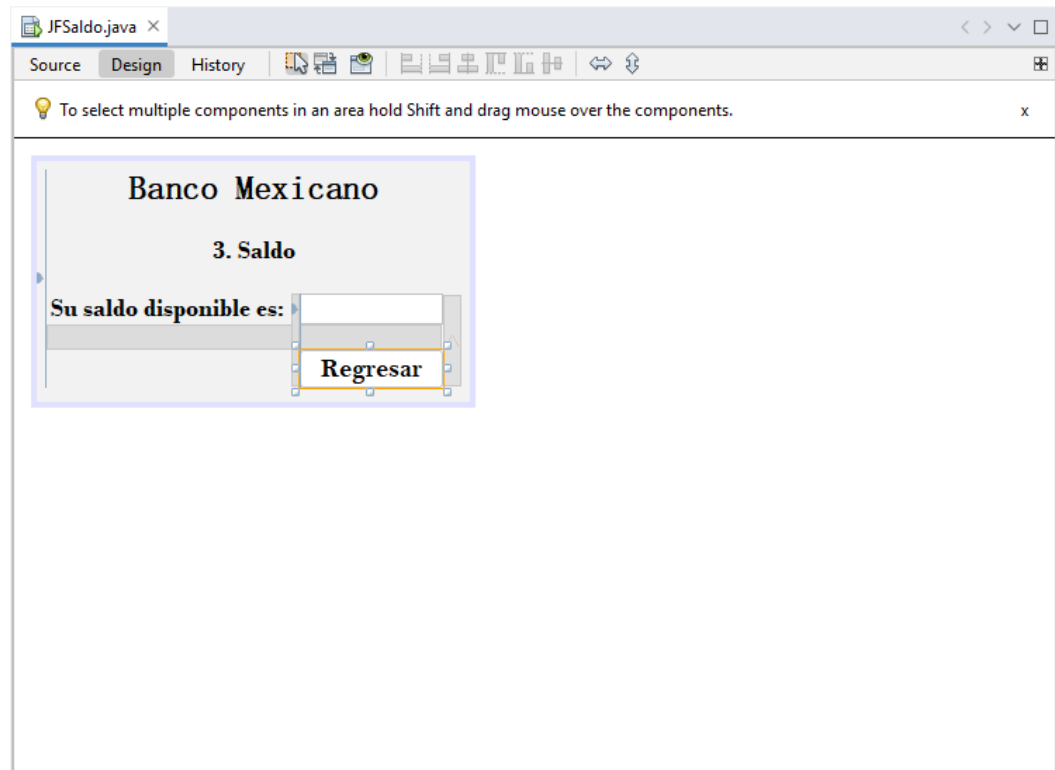 JFSaldo.java
Source Design History
To select multiple components in an area hold Shift and drag mouse over the components. x
Banco Mexicano
3. Saldo
Su saldo disponible es:
Regresar